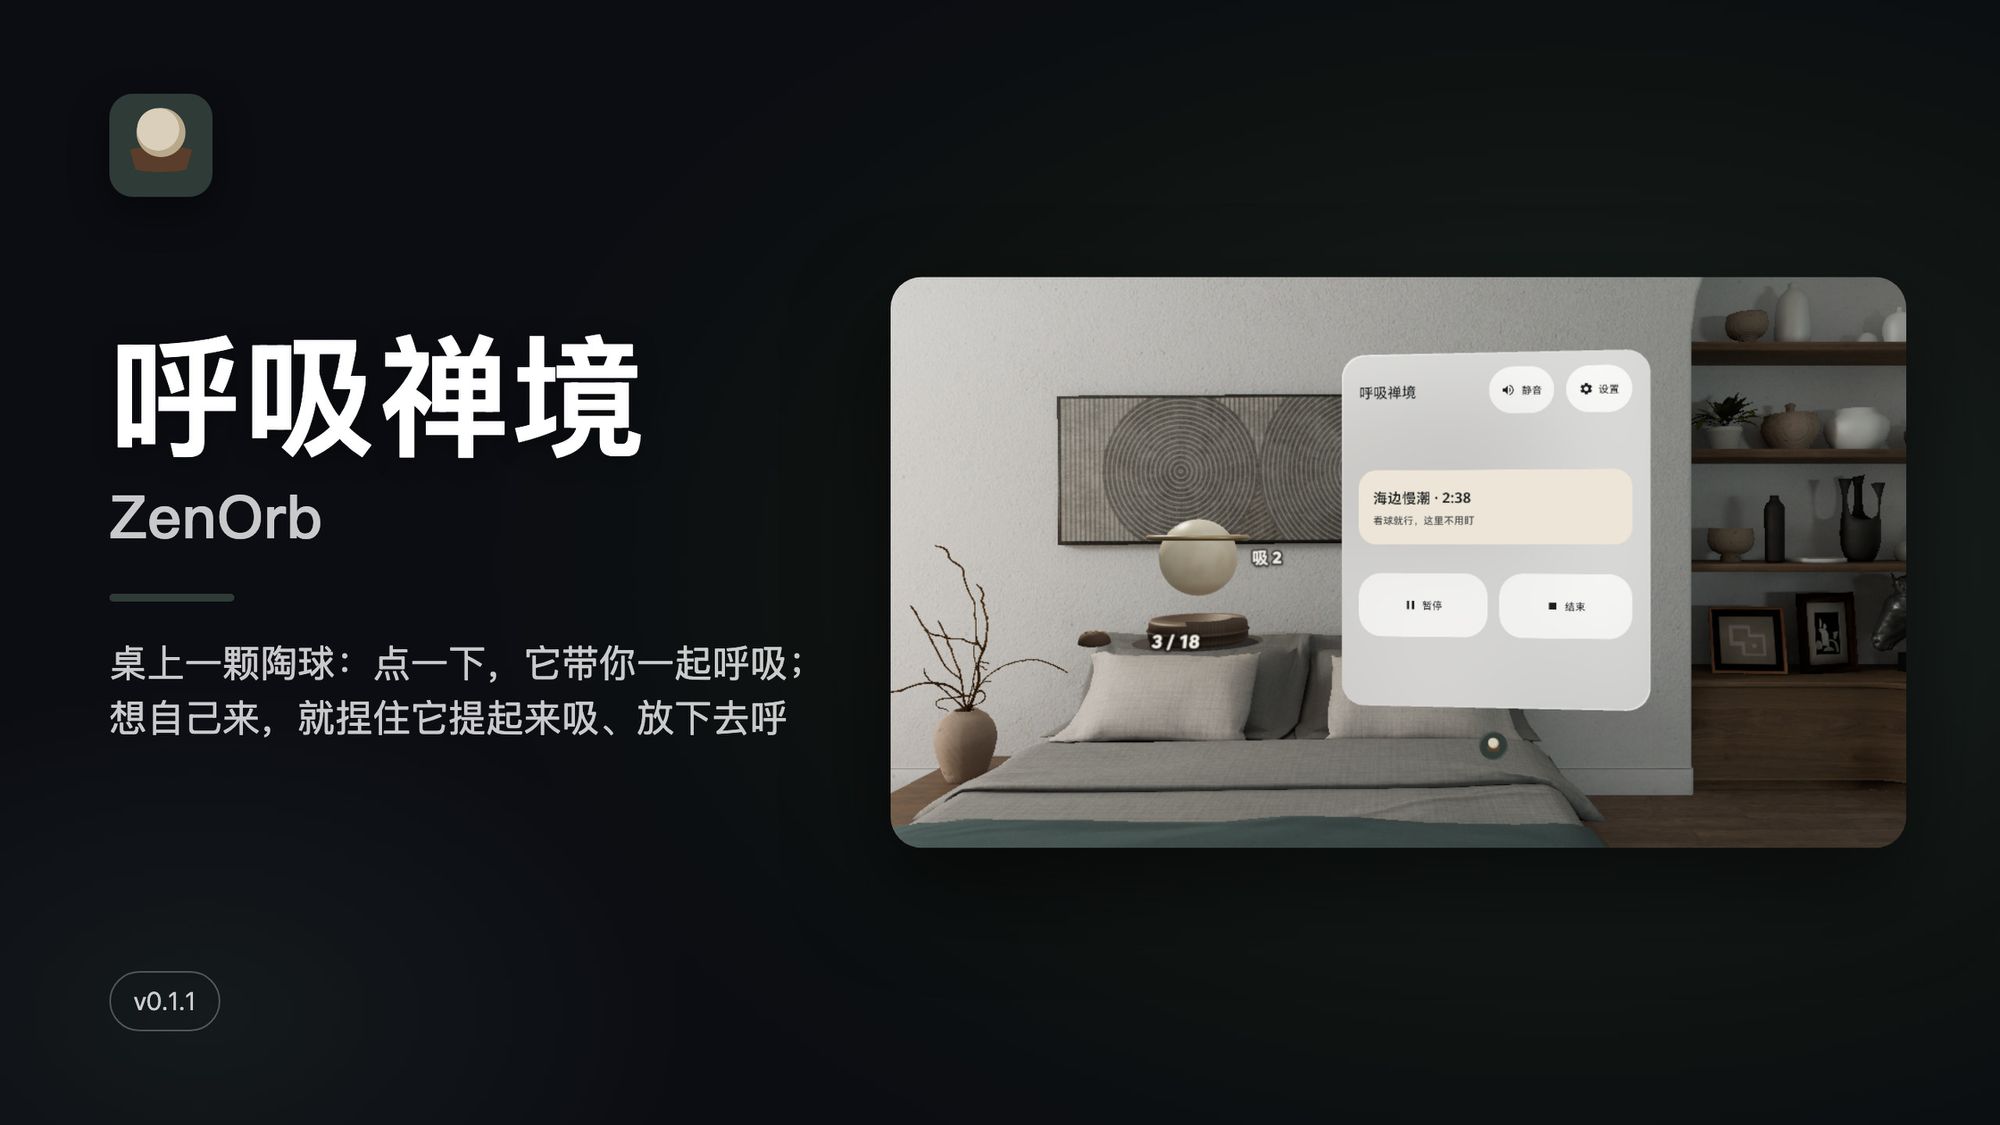 呼吸禅境
ZenOrb
桌上一颗陶球：点一下，它带你一起呼吸；
想自己来，就捏住它提起来吸、放下去呼
v0.1.1
呼吸禅境
静音
设置
海边慢潮 · 2:38
看球就行，这里不用盯
暂停
结束
吸 2
3 / 18